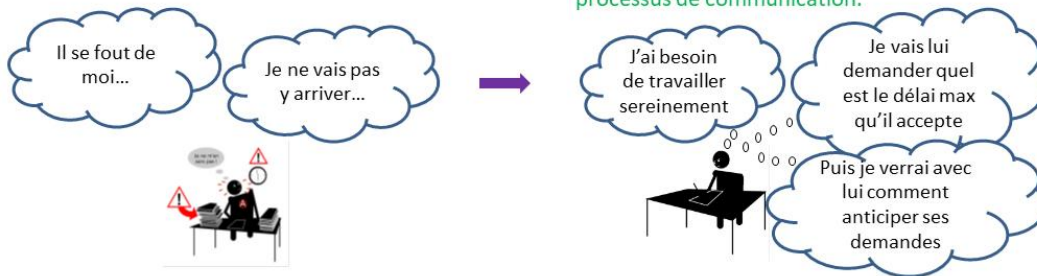 processus de communication.
Il se fout de
moi…
Je ne vais pas
y arriver…
J’ai besoin
de travailler
sereinement
Je vais lui
demander quel
est le délai max
qu’il accepte
Puis je verrai avec
lui comment
anticiper ses
demandes
A